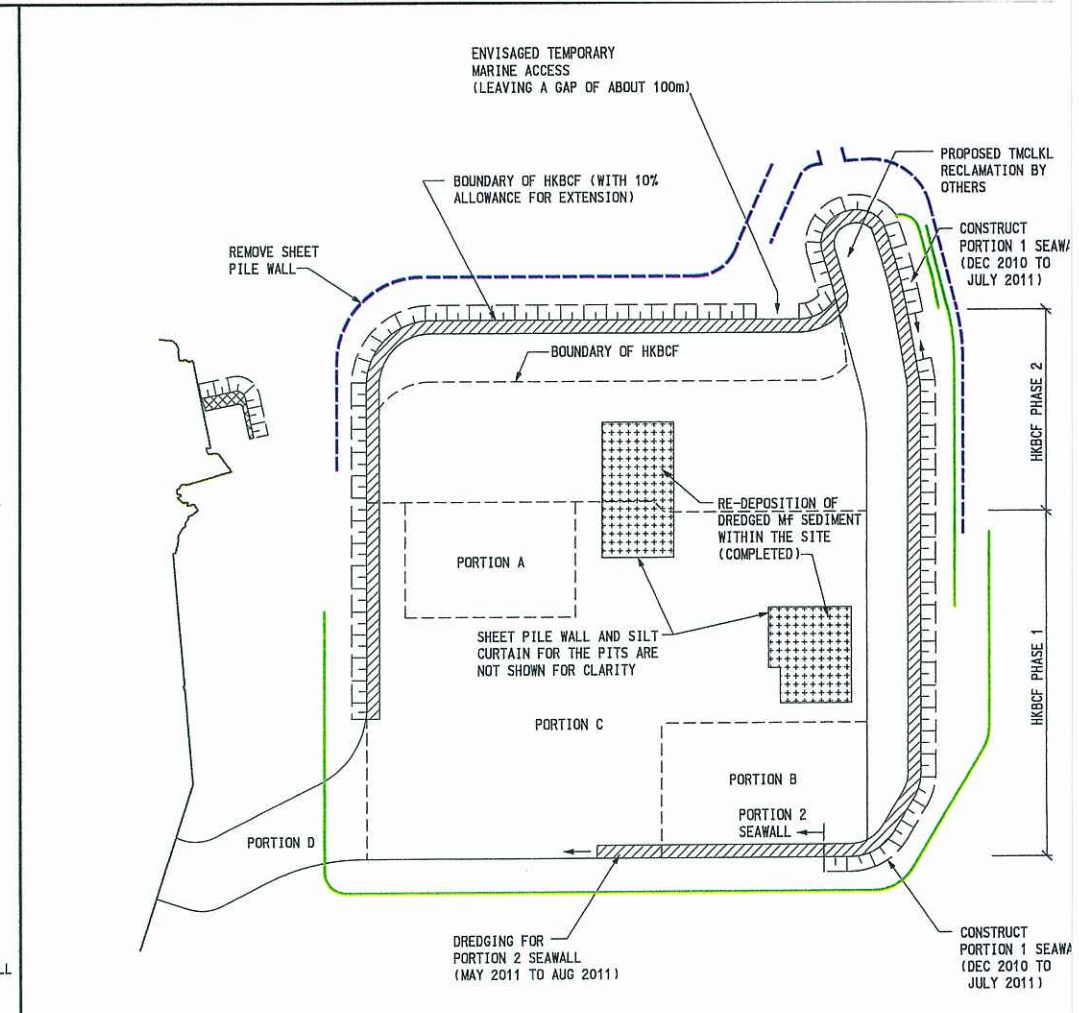 ENVISAGED TEMPORARY
MARINE ACCESS
(LEAVING A GAP OF ABOUT 100m)
PROPOSED TMCLKL
RECLAMATION BY
OTHERS
BOUNDARY OF HKBCF (WITH 10%
ALLOWANCE FOR EXTENSION)
CONSTRUCT
PORTION 1 SEAWA
(DEC 2010 TO
JULY 2011)
REMOVE SHEET
PILE WALL
BOUNDARY OF HKBCF
HKBCF PHASE 2
RE-DEPOSITION OF
DREDGED Mf SEDIMENT
WITHIN THE SITE
(COMPLETED)
PORTION A
SHEET PILE WALL AND SILT
CURTAIN FOR THE PITS ARE
NOT SHOWN FOR CLARITY
HKBCF PHASE 1
PORTION C
PORTION B
PORTION 2
SEAWALL
PORTION D
DREDGING FOR
PORTION 2 SEAWALL
(MAY 2011 TO AUG 2011)
CONSTRUCT
PORTION 1 SEAWA
(DEC 2010 TO
JULY 2011)
LL